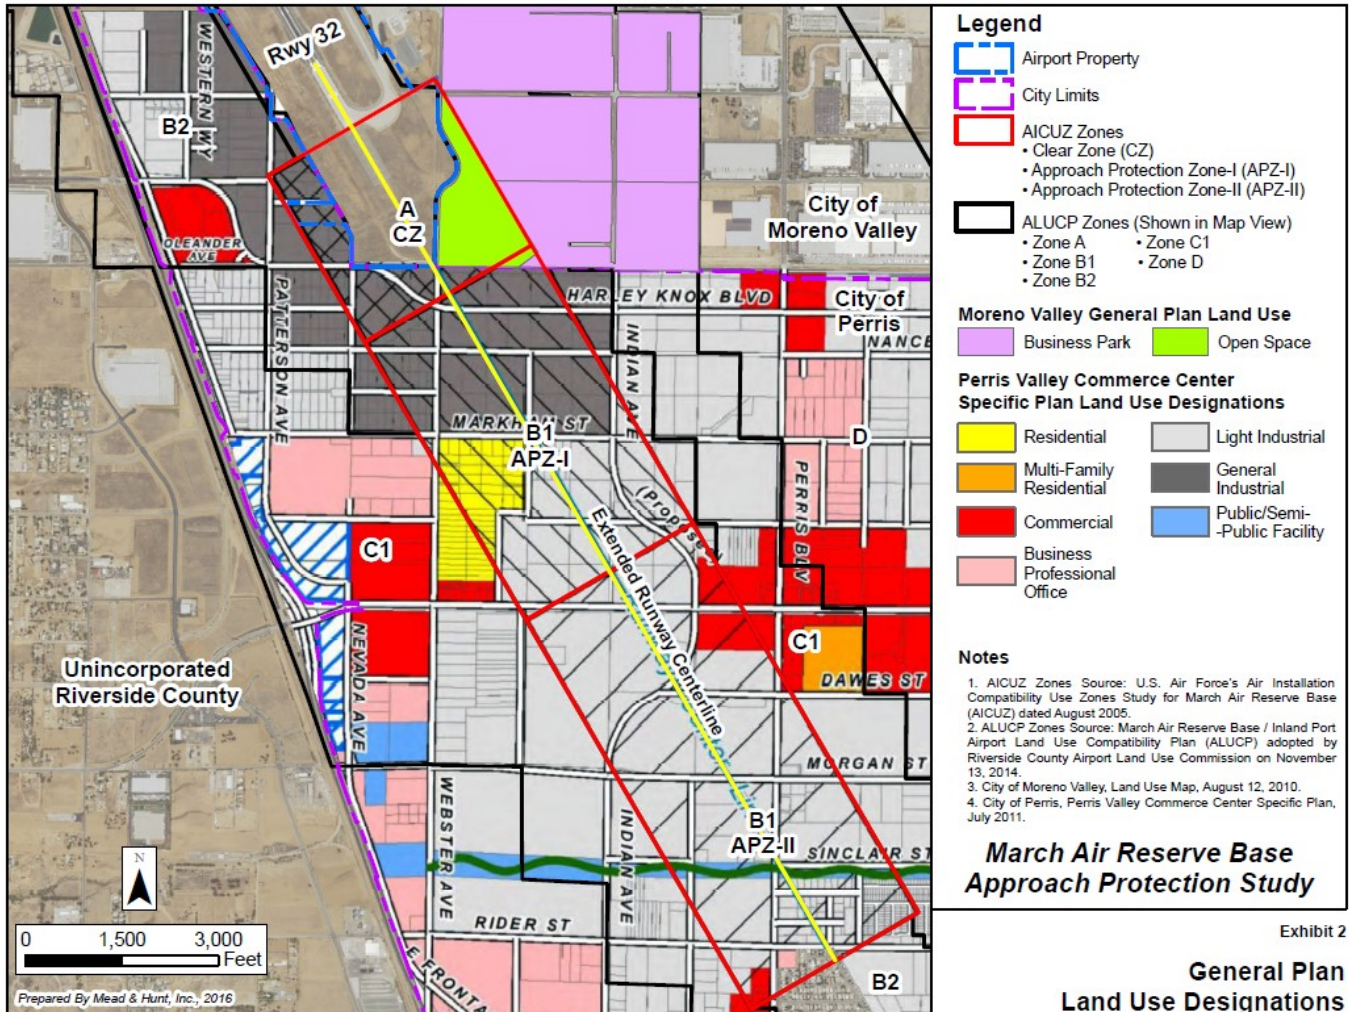 Rwy 32
WESTERN WY
B2
A
CZ
OLEANDER
AVE
City of
Moreno Valley
HARLEY KNOX BLVD
City of
Perris
PATTERSON AVE
INDIAN AVE
NANCE
MARKHAM ST
B1
APZ-I
D
PERRIS BLV
(Proposed)
C1
Extended Runway Centerline
Unincorporated
Riverside County
NEVADA AVE
C1
DAWES ST
MORGAN ST
WEBSTER AVE
INDIAN AVE
B1
APZ-II
SINCLAIR ST
RIDER ST
E FRONTA
B2
N
0 1,500 3,000
Feet
Prepared By Mead & Hunt, Inc., 2016
Legend
Airport Property
City Limits
AICUZ Zones
• Clear Zone (CZ)
• Approach Protection Zone-I (APZ-I)
• Approach Protection Zone-II (APZ-II)
ALUCP Zones (Shown in Map View)
• Zone A • Zone C1
• Zone B1 • Zone D
• Zone B2
Moreno Valley General Plan Land Use
Business Park Open Space
Perris Valley Commerce Center
Specific Plan Land Use Designations
Residential Light Industrial
Multi-Family
Residential
General
Industrial
Commercial
Public/Semi-
-Public Facility
Business
Professional
Office
Notes
1. AICUZ Zones Source: U.S. Air Force's Air Installation
Compatibility Use Zones Study for March Air Reserve Base
(AICUZ) dated August 2005.
2. ALUCP Zones Source: March Air Reserve Base / Inland Port
Airport Land Use Compatibility Plan (ALUCP) adopted by
Riverside County Airport Land Use Commission on November
13, 2014.
3. City of Moreno Valley, Land Use Map, August 12, 2010.
4. City of Perris, Perris Valley Commerce Center Specific Plan,
July 2011.
March Air Reserve Base
Approach Protection Study
Exhibit 2
General Plan
Land Use Designations